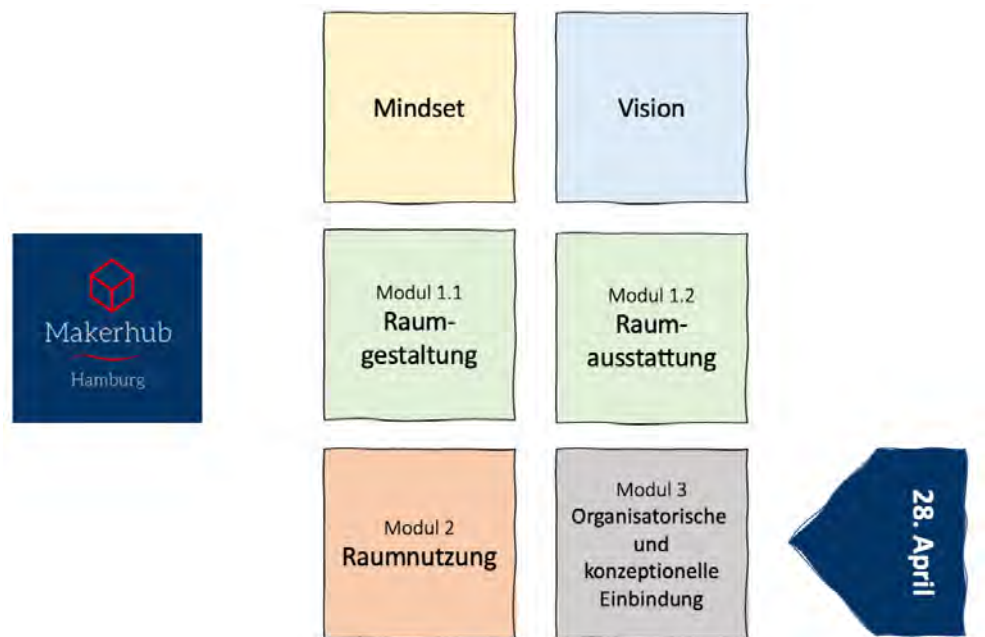 Mindset
Vision
Makerhub
Hamburg
Modul 1.1
Raum-
gestaltung
Modul 1.2
Raum-
ausstattung
Modul 2
Raumnutzung
Modul 3
Organisatorische
und
konzeptionelle
Einbindung
28. April